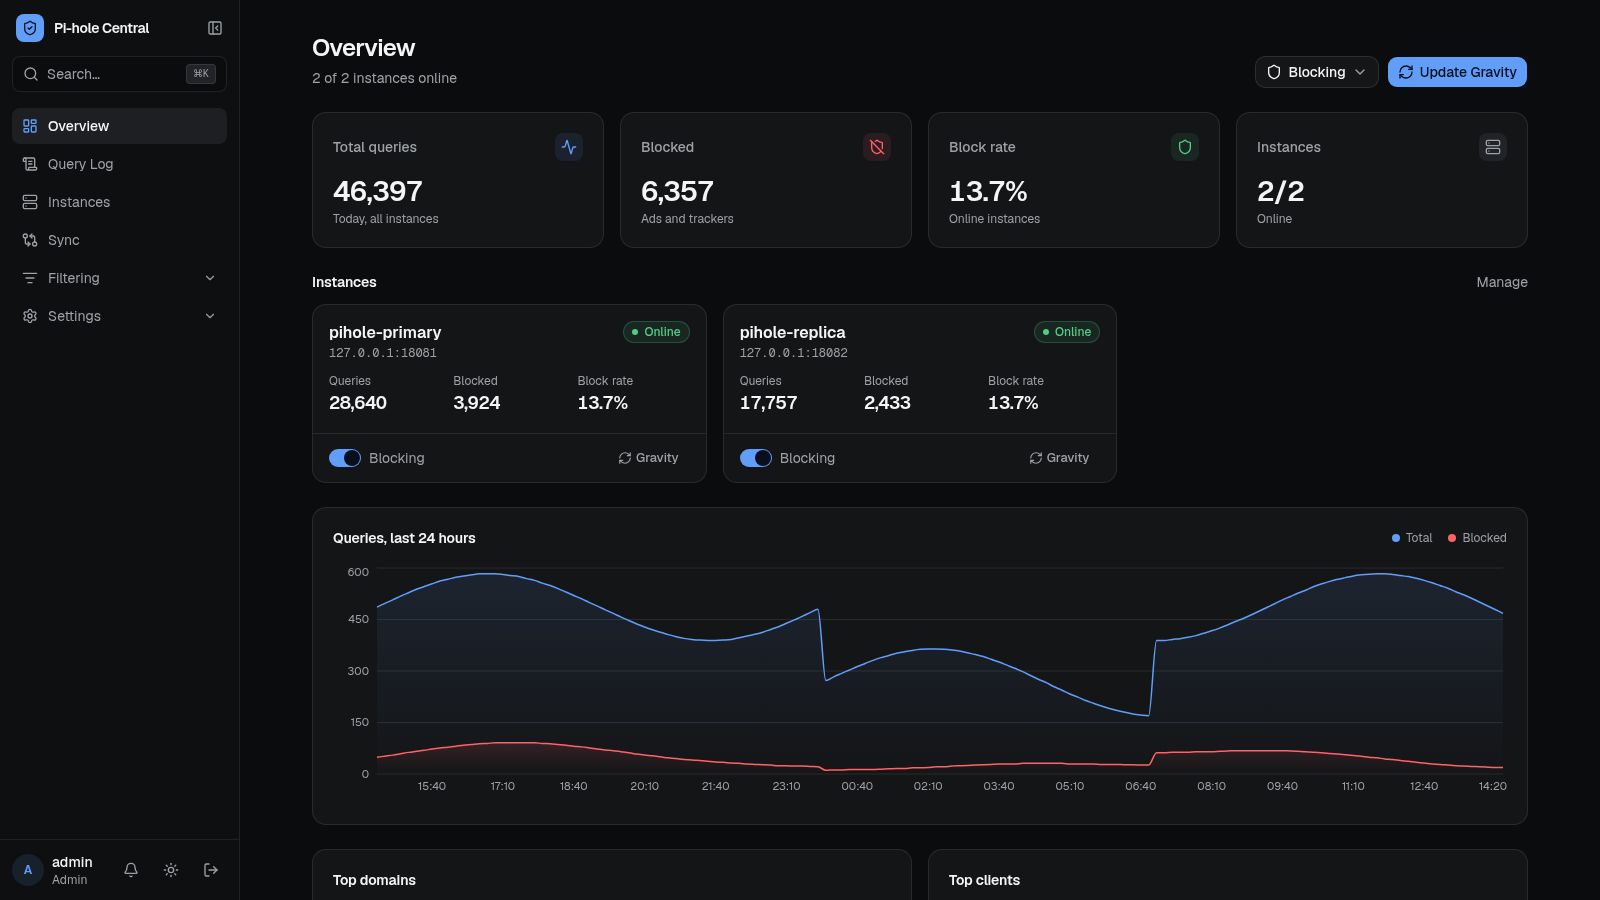 Pi-hole Central
Search...
⌘K
Overview
Query Log
Instances
Sync
Filtering
Settings
admin
Admin
A
Overview
2 of 2 instances online
Blocking
Update Gravity
Total queries
46,397
Today, all instances
Blocked
6,357
Ads and trackers
Block rate
13.7%
Online instances
Instances
2/2
Online
Instances
Manage
pihole-primary
Online
127.0.0.1:18081
Queries Blocked Block rate
28,640 3,924 13.7%
Blocking
Gravity
pihole-replica
Online
127.0.0.1:18082
Queries Blocked Block rate
17,757 2,433 13.7%
Blocking
Gravity
Queries, last 24 hours
Total Blocked
600
450
300
150
0
15:40 17:10 18:40 20:10 21:40 23:10 00:40 02:10 03:40 05:10 06:40 08:10 09:40 11:10 12:40 14:20
Top domains
Top clients